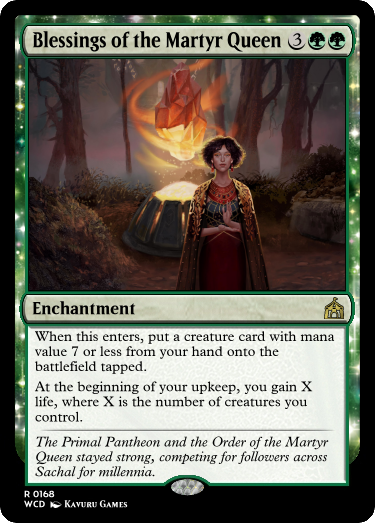 Blessings of the Martyr Queen 3
Enchantment
When this enters, put a creature card with mana
value 7 or less from your hand onto the
battlefield tapped.
At the beginning of your upkeep, you gain X
life, where X is the number of creatures you
control.
The Primal Pantheon and the Order of the Martyr
Queen stayed strong, competing for followers across
Sachal for millennia.
R 0168
WCD Kavuru Games